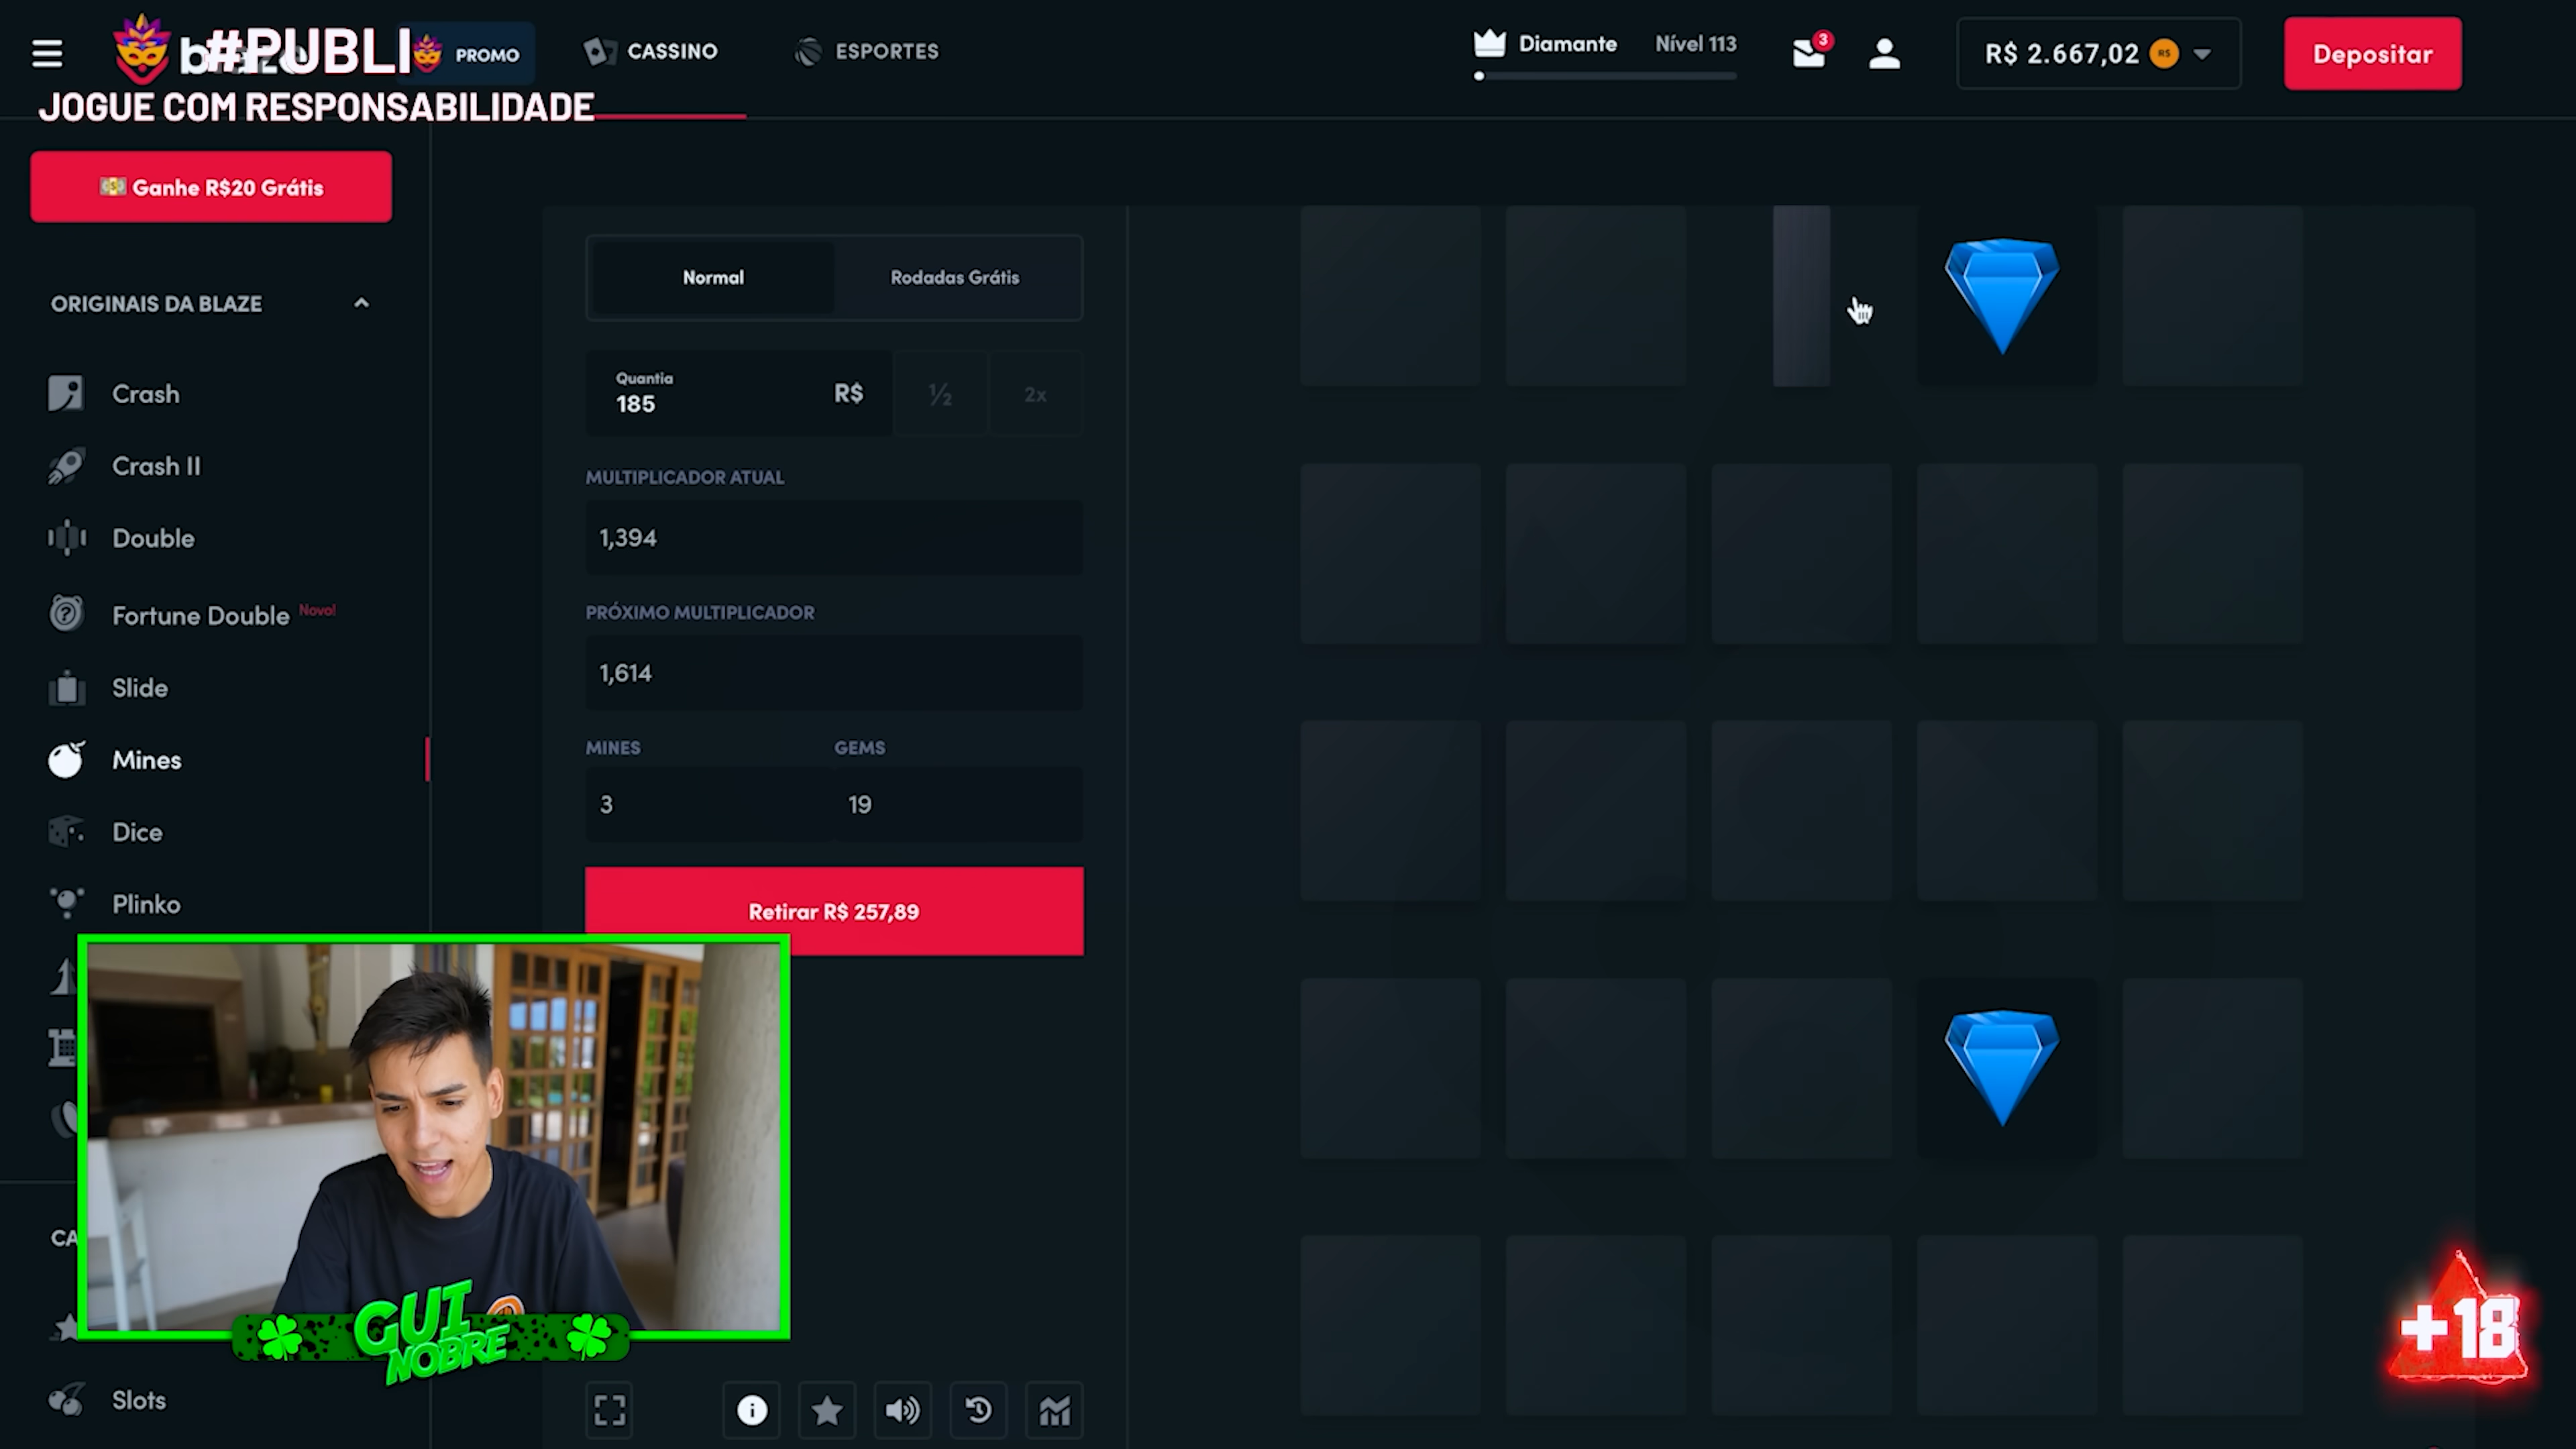 #PUBLI
PROMO
CASSINO
ESPORTES
Diamante
Nível 113
3
R$ 2.667,02
R$
Depositar
JOGUE COM RESPONSABILIDADE
Ganhe R$20 Grátis
ORIGINAIS DA BLAZE
Crash
Crash II
Double
Fortune Double Novo!
Slide
Mines
Dice
Plinko
CA
Slots
Normal
Rodadas Grátis
Quantia
185
R$
½
2x
MULTIPLICADOR ATUAL
1,394
PRÓXIMO MULTIPLICADOR
1,614
MINES
GEMS
3
19
Retirar R$ 257,89
GUI
NOBRE
+18